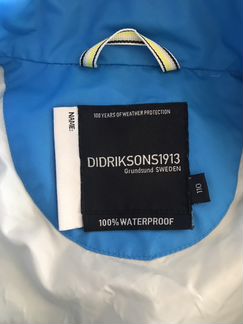 100 YEARS OF WEATHER PROTECTION
NAME:
DIDRIKSONS1913
Grundsund SWEDEN
110
100% WATERPROOF